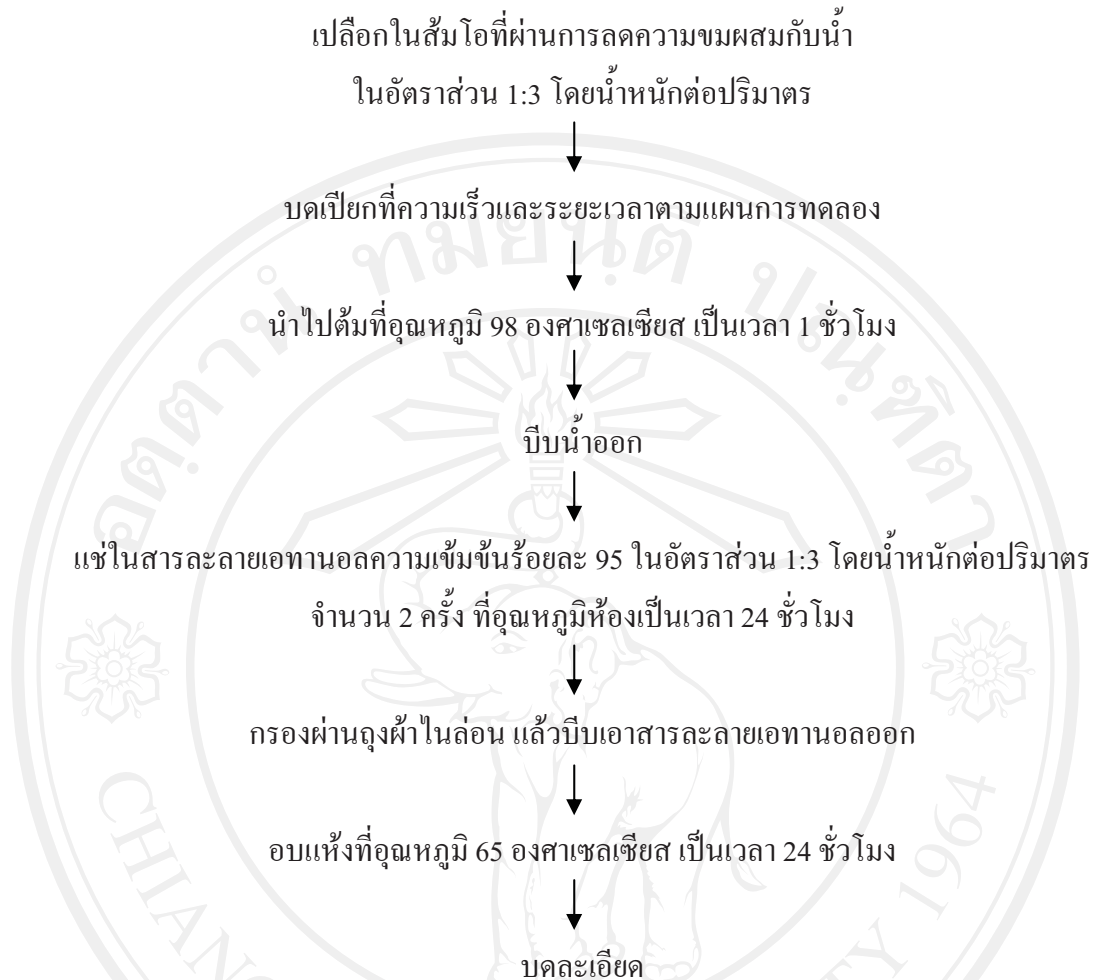 เปลือกในส้มโอที่ผ่านการลดความขมผสมกับน้ำ
ในอัตราส่วน 1:3 โดยน้ำหนักต่อปริมาตร
บดเปียกที่ความเร็วและระยะเวลาตามแผนการทดลอง
นำไปต้มที่อุณหภูมิ 98 องศาเซลเซียส เป็นเวลา 1 ชั่วโมง
บีบน้ำออก
แช่ในสารละลายเอทานอลความเข้มข้นร้อยละ 95 ในอัตราส่วน 1:3 โดยน้ำหนักต่อปริมาตร
จำนวน 2 ครั้ง ที่อุณหภูมิห้องเป็นเวลา 24 ชั่วโมง
กรองผ่านถุงผ้าไนล่อน แล้วบีบเอาสารละลายเอทานอลออก
อบแห้งที่อุณหภูมิ 65 องศาเซลเซียส เป็นเวลา 24 ชั่วโมง
บดละเอียด